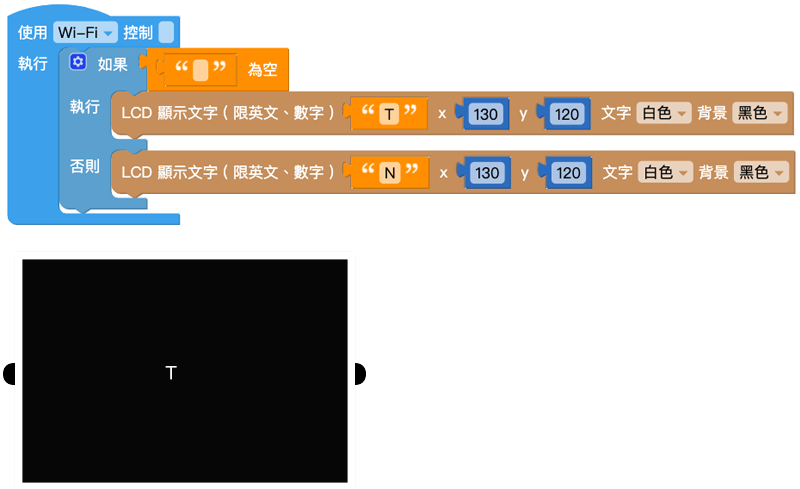 使用 Wi-Fi 控制
執行 如果 “ ” 為空
執行 LCD 顯示文字（限英文、數字） “ T ” x 130 y 120 文字 白色 背景 黑色
否則 LCD 顯示文字（限英文、數字） “ N ” x 130 y 120 文字 白色 背景 黑色
T